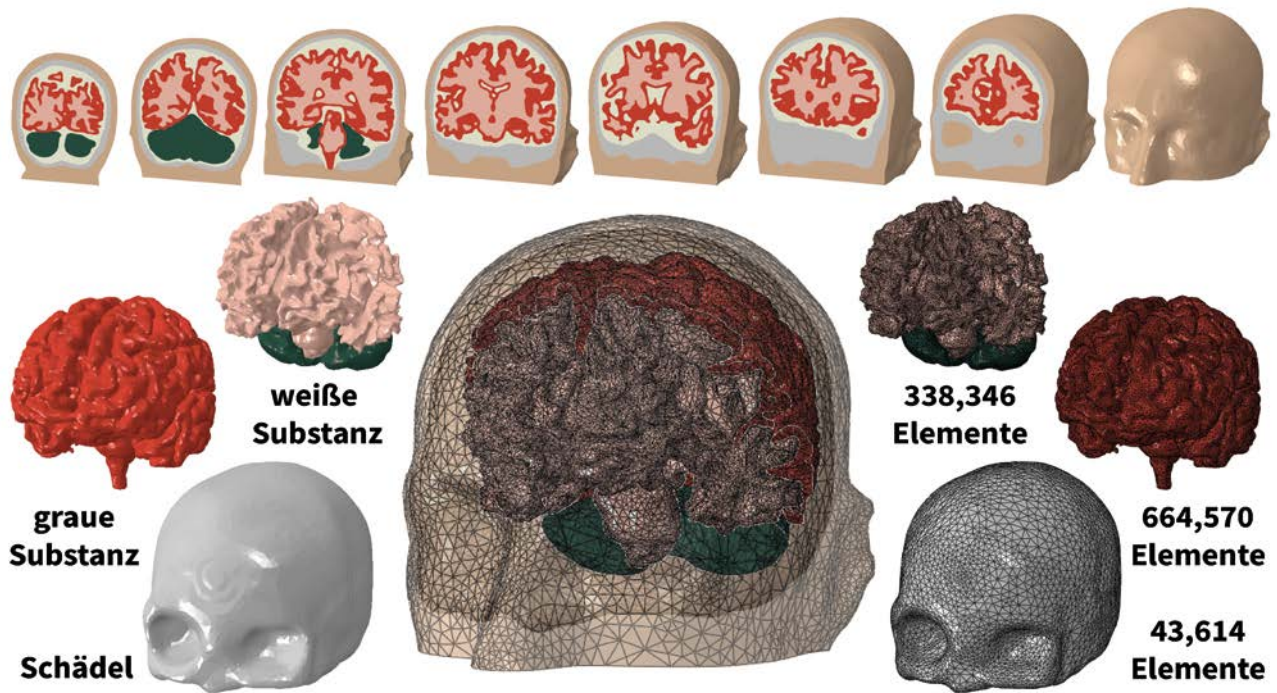 weiße
Substanz
graue
Substanz
Schädel
338,346
Elemente
664,570
Elemente
43,614
Elemente